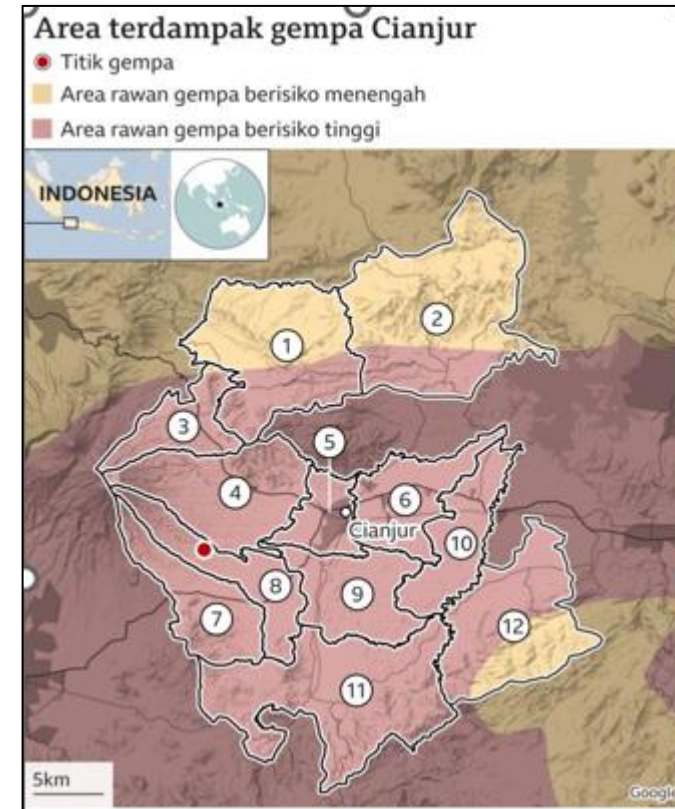 Area terdampak gempa Cianjur
Titik gempa
Area rawan gempa berisiko menengah
Area rawan gempa berisiko tinggi
INDONESIA
1
2
3
5
4
6
Cianjur
10
8
9
7
12
11
5km
Google